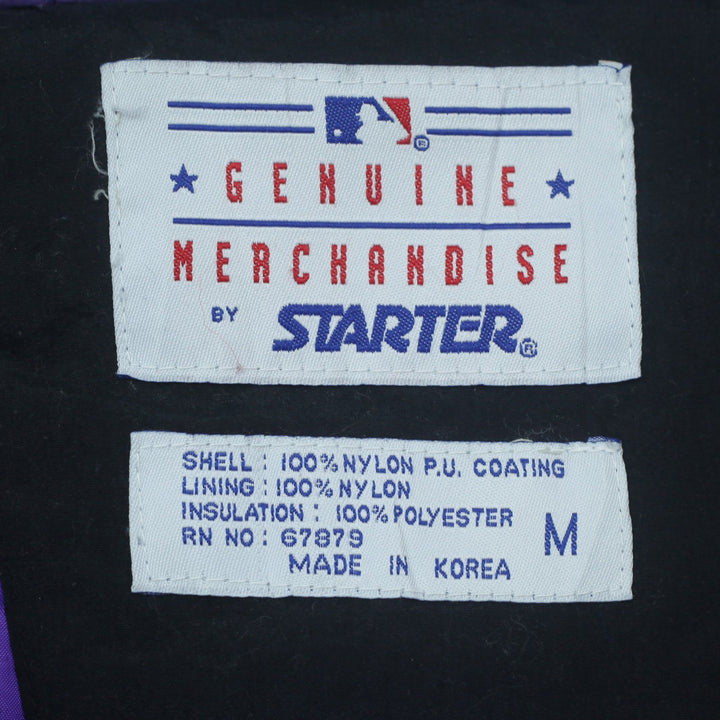 ®
GENUINE
MERCHANDISE
BY STARTER®
SHELL : 100% NYLON P.U. COATING
LINING : 100% NYLON
INSULATION : 100% POLYESTER
RN NO : 67879
MADE IN KOREA
M